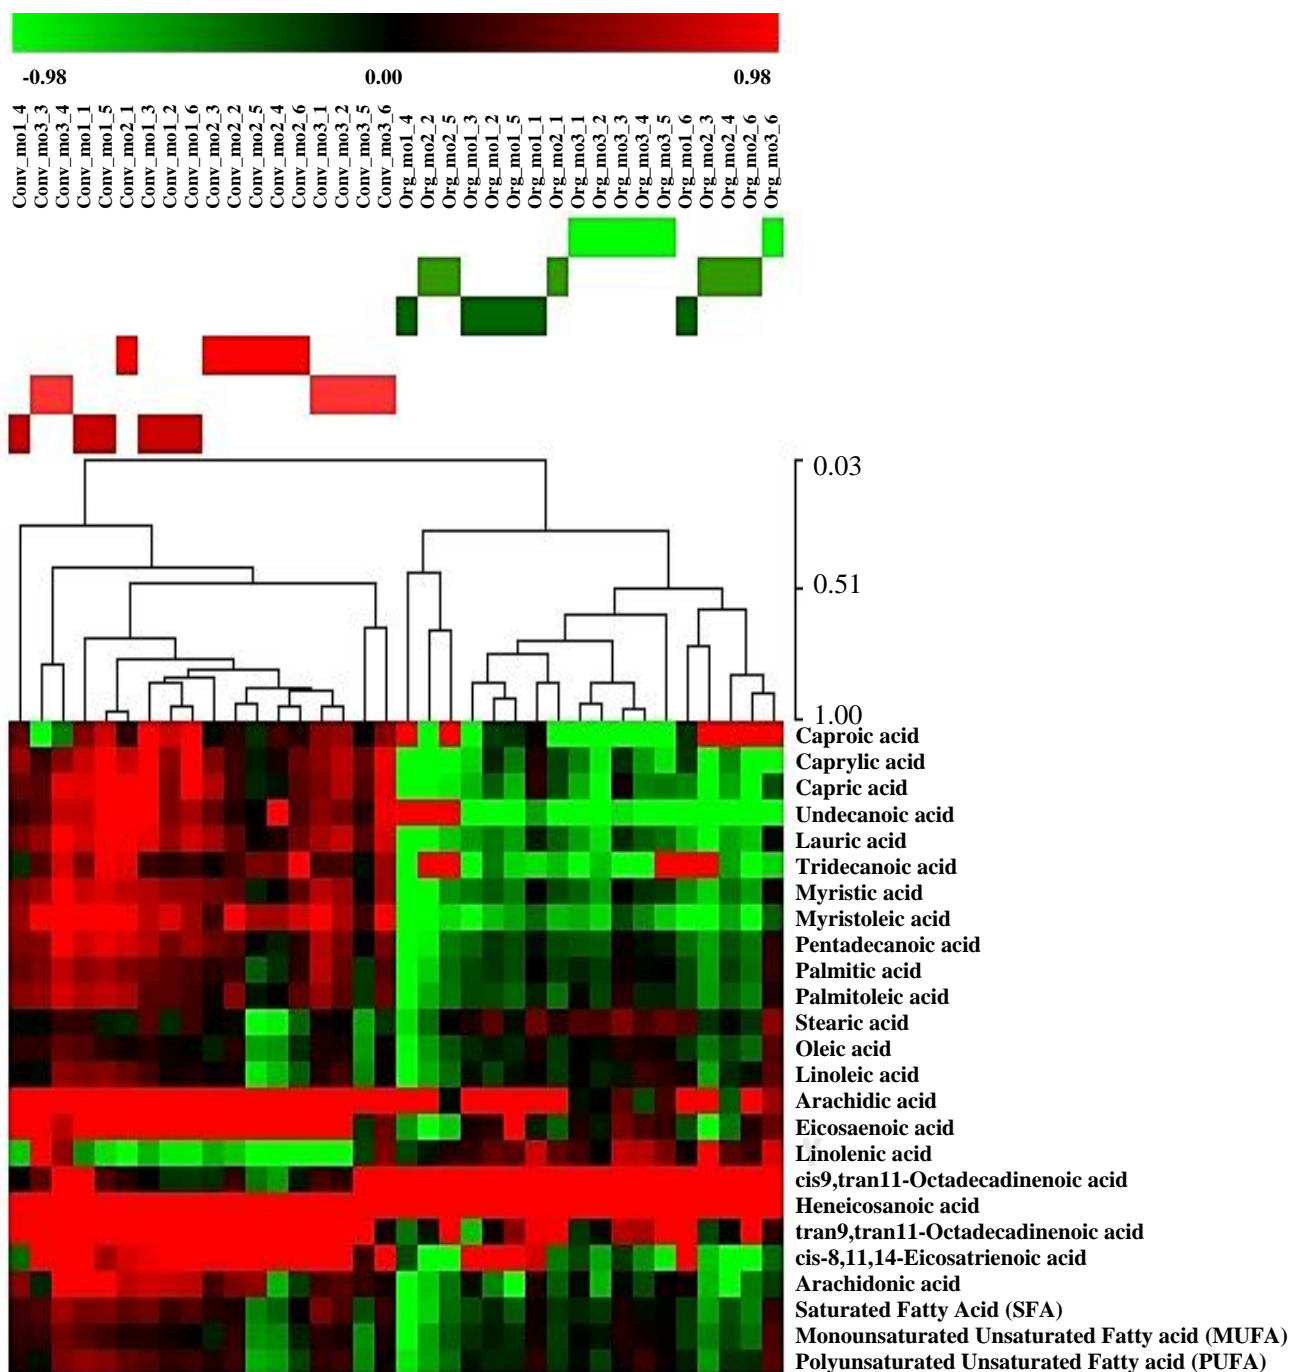 -0.98 0.00 0.98
Conv_mo1_4
Conv_mo3_3
Conv_mo3_4
Conv_mo1_1
Conv_mo1_5
Conv_mo2_1
Conv_mo1_3
Conv_mo1_2
Conv_mo1_6
Conv_mo2_3
Conv_mo2_2
Conv_mo2_5
Conv_mo2_4
Conv_mo2_6
Conv_mo3_1
Conv_mo3_2
Conv_mo3_5
Conv_mo3_6
Org_mo1_4
Org_mo2_2
Org_mo2_5
Org_mo1_3
Org_mo1_2
Org_mo1_5
Org_mo1_1
Org_mo2_1
Org_mo3_1
Org_mo3_2
Org_mo3_3
Org_mo3_4
Org_mo3_5
Org_mo1_6
Org_mo2_3
Org_mo2_4
Org_mo2_6
Org_mo3_6
0.03
0.51
1.00
Caproic acid
Caprylic acid
Capric acid
Undecanoic acid
Lauric acid
Tridecanoic acid
Myristic acid
Myristoleic acid
Pentadecanoic acid
Palmitic acid
Palmitoleic acid
Stearic acid
Oleic acid
Linoleic acid
Arachidic acid
Eicosaenoic acid
Linolenic acid
cis9,tran11-Octadecadinenoic acid
Heneicosanoic acid
tran9,tran11-Octadecadinenoic acid
cis-8,11,14-Eicosatrienoic acid
Arachidonic acid
Saturated Fatty Acid (SFA)
Monounsaturated Unsaturated Fatty acid (MUFA)
Polyunsaturated Unsaturated Fatty acid (PUFA)